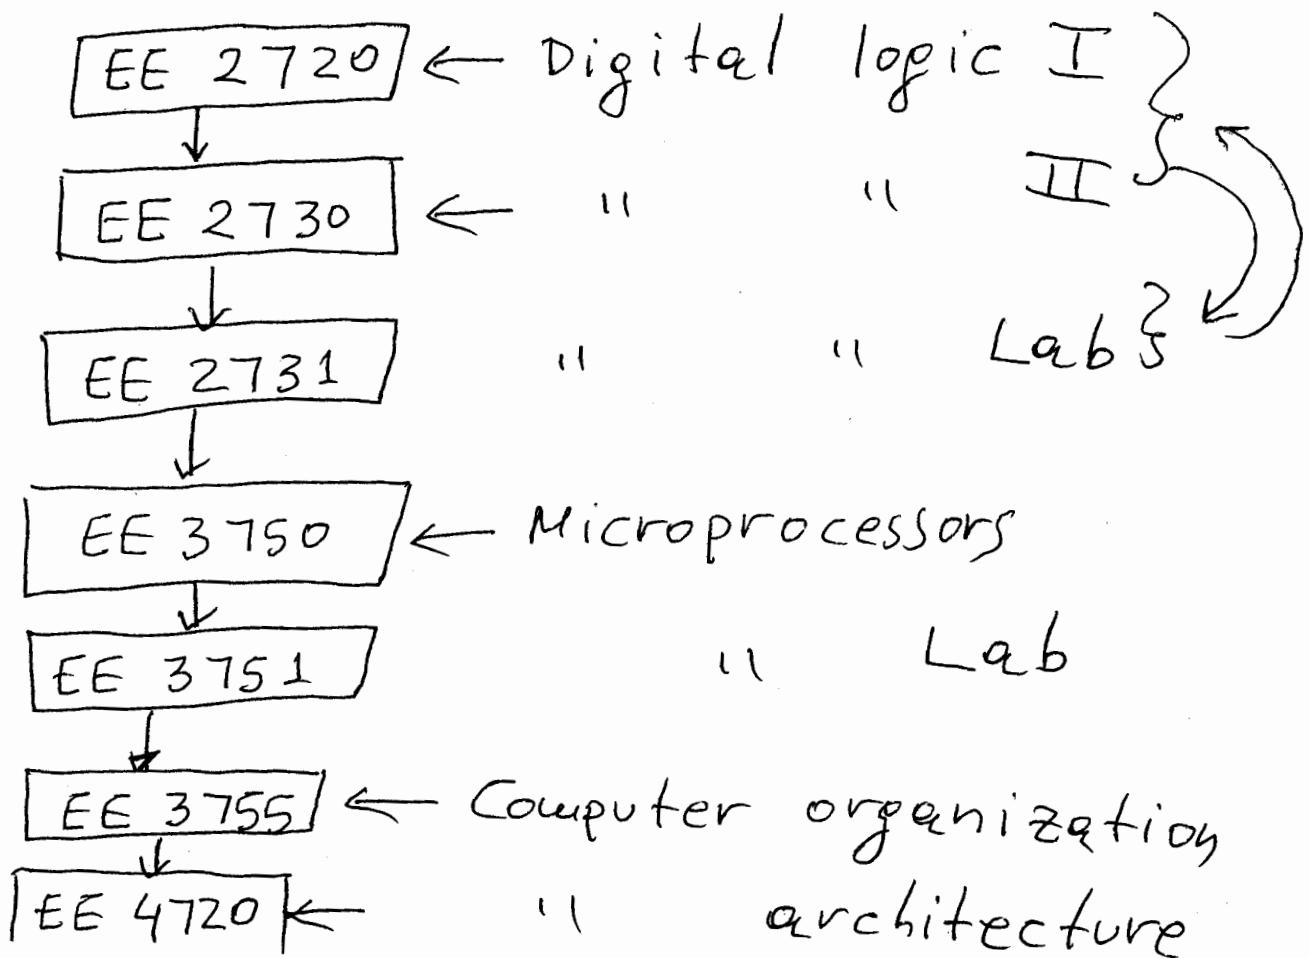 EE 2720 ← Digital logic I
EE 2730 ← " " II
EE 2731 " " Lab
EE 3750 ← Microprocessors
EE 3751 " Lab
EE 3755 ← Computer organization
EE 4720 ← " architecture